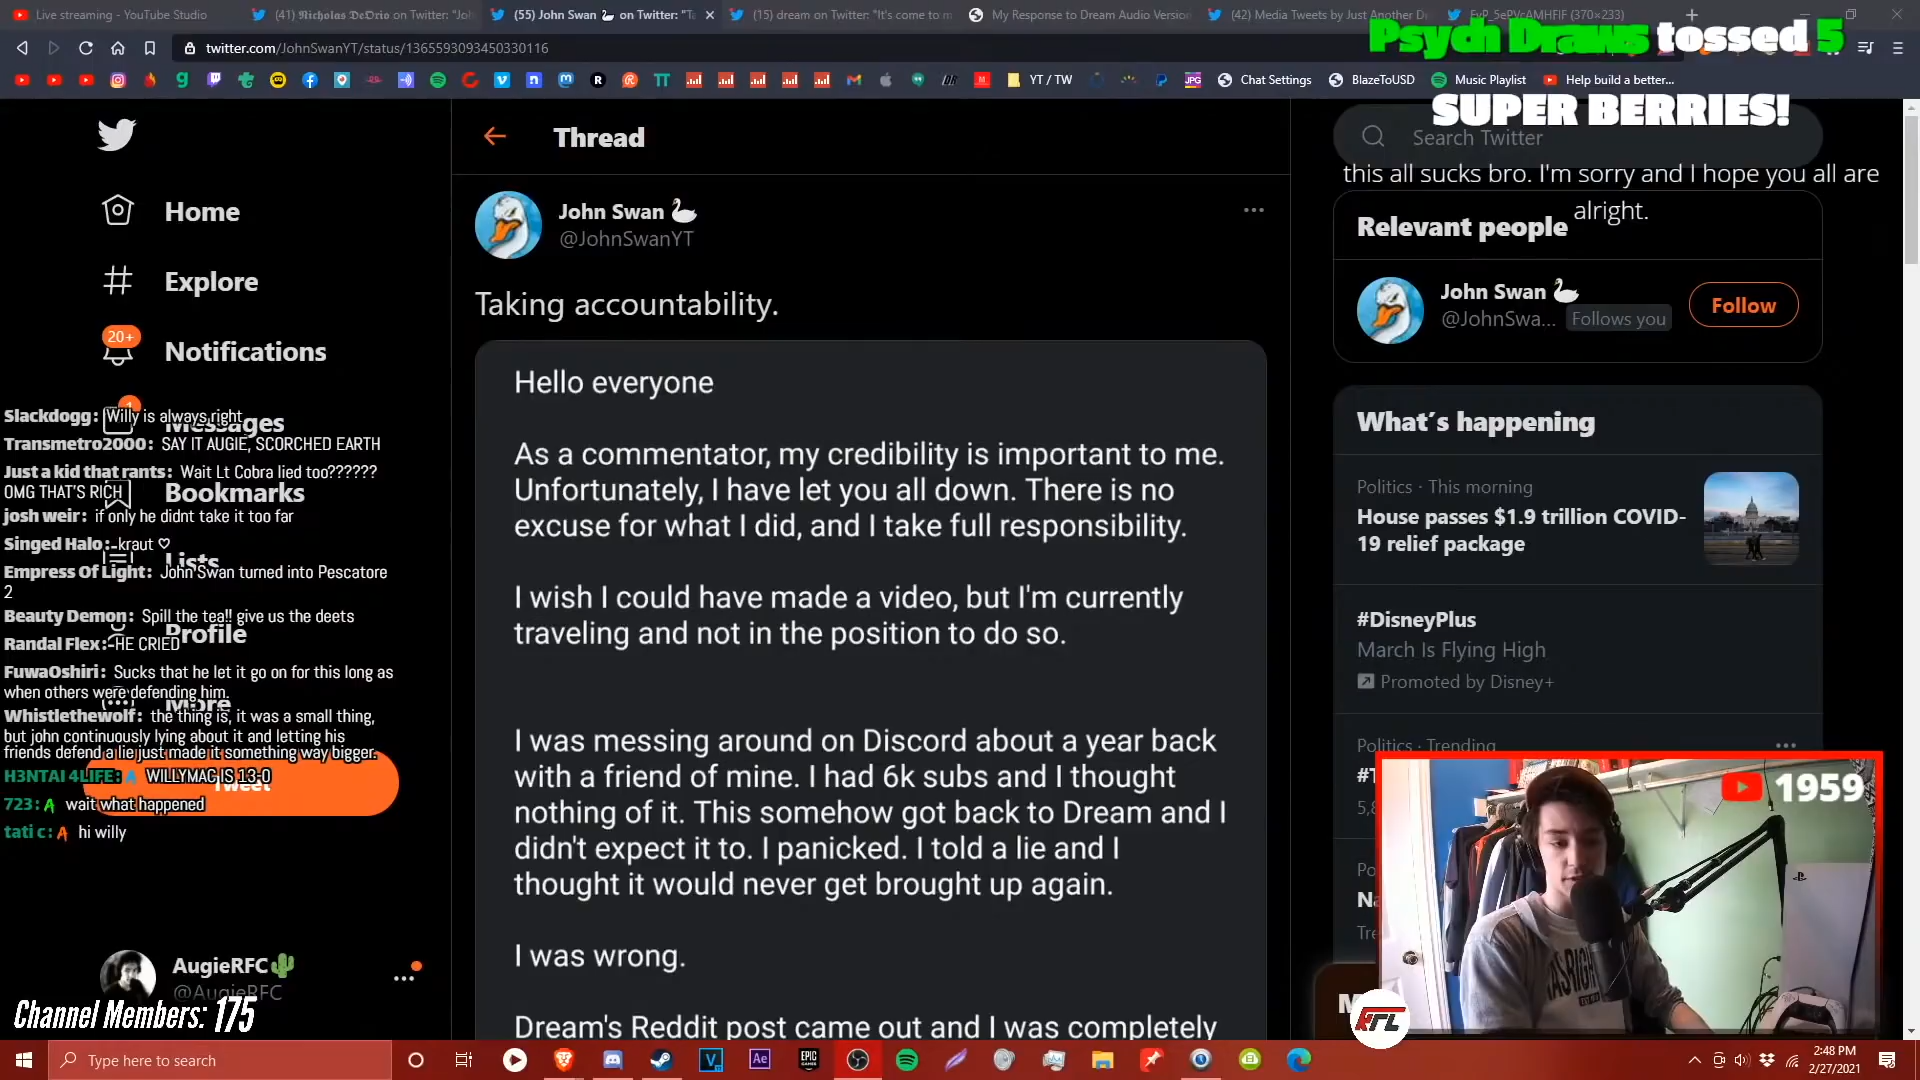 Live streaming - YouTube Studio
(41) 𝕹𝖎𝖈𝖍𝖔𝖑𝖆𝖘 𝕯𝖊𝕺𝖗𝖎𝖔 on Twitter: "Joh
(55) John Swan 🦢 on Twitter: "Ta
(15) dream on Twitter: "It's come to m
My Response to Dream Audio Version
(42) Media Tweets by Just Another D
EvP_5ePVcAMHFIF (370×233)
twitter.com/JohnSwanYT/status/1365593093450330116
Psych Draws tossed 5
SUPER BERRIES!
this all sucks bro. I'm sorry and I hope you all are
alright.
YT / TW
Chat Settings
BlazeToUSD
Music Playlist
Help build a better...
Home
Explore
20+
Notifications
Messages
Bookmarks
Lists
Profile
More
Tweet
Slackdogg: Willy is always right
Transmetro2000: SAY IT AUGIE, SCORCHED EARTH
Just a kid that rants: Wait Lt Cobra lied too??????
OMG THAT'S RICH
josh weir: if only he didnt take it too far
Singed Halo: -kraut ♡
Empress Of Light: John Swan turned into Pescatore
2
Beauty Demon: Spill the tea!! give us the deets
Randal Flex: -HE CRIED
FuwaOshiri: Sucks that he let it go on for this long as
when others were defending him.
Whistlethewolf: the thing is, it was a small thing,
but john continuously lying about it and letting his
friends defend a lie just made it something way bigger.
H3NTAI 4LIFE: WILLYMAC IS 13-0
723: wait what happened
tati c: hi willy
AugieRFC🌵
@AugieRFC
Channel Members: 175
Thread
John Swan 🦢
@JohnSwanYT
Taking accountability.
Hello everyone
As a commentator, my credibility is important to me.
Unfortunately, I have let you all down. There is no
excuse for what I did, and I take full responsibility.
I wish I could have made a video, but I'm currently
traveling and not in the position to do so.
I was messing around on Discord about a year back
with a friend of mine. I had 6k subs and I thought
nothing of it. This somehow got back to Dream and I
didn't expect it to. I panicked. I told a lie and I
thought it would never get brought up again.
I was wrong.
Dream's Reddit post came out and I was completely
Search Twitter
Relevant people
John Swan 🦢
@JohnSwa... Follows you
Follow
What's happening
Politics · This morning
House passes $1.9 trillion COVID-
19 relief package
#DisneyPlus
March Is Flying High
Promoted by Disney+
Politics · Trending
1959
RFC
Type here to search
2:48 PM
2/27/2021